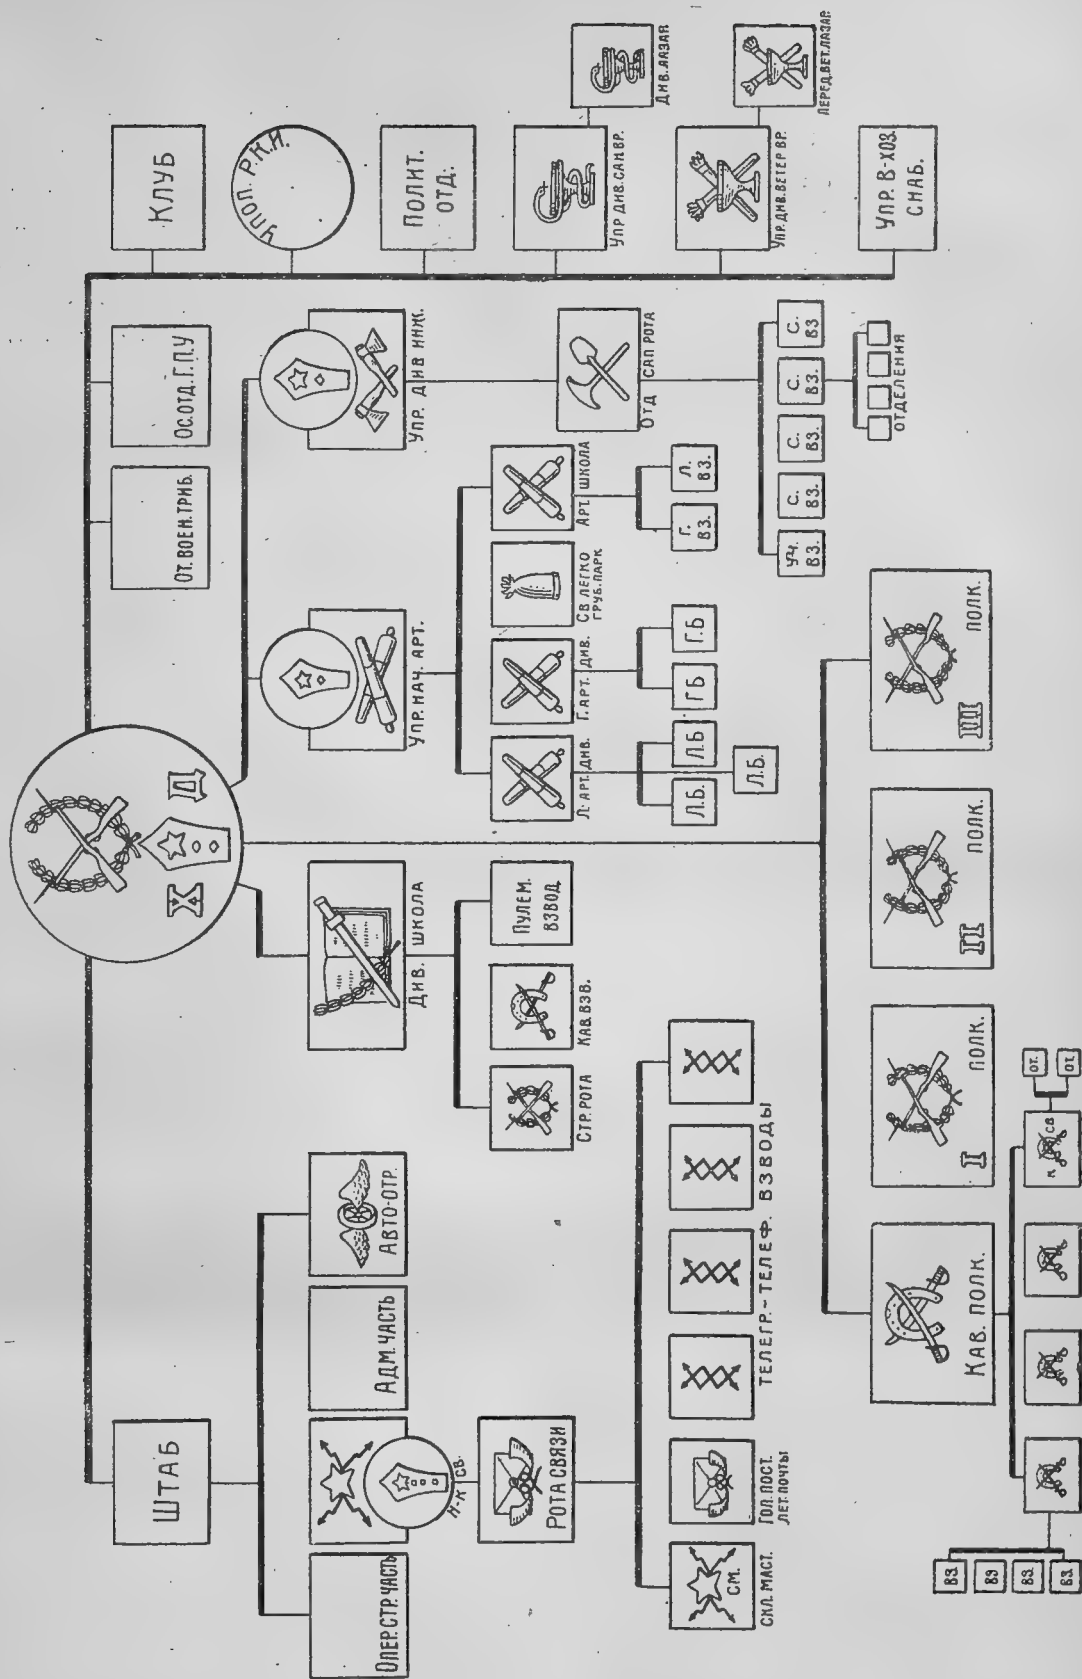 Х Д
ШТАБ
ОПЕР.СТР.ЧАСТЬ
Н-К СВ.
АДМ.ЧАСТЬ
АВТО-ОТР.
РОТА СВЯЗИ
СКЛ. МАСТ.
С.М.
ГОЛ. ПОСТ.
ЛЕТ. ПОЧТЫ
ТЕЛЕГР.-ТЕЛЕФ. ВЗВОДЫ
ДИВ. ШКОЛА
СТР. РОТА
КАВ. ВЗВ.
ПУЛЕМ.
ВЗВОД
УПР. НАЧ. АРТ.
Л. АРТ. ДИВ.
Г. АРТ. ДИВ.
СВ ЛЕГКО
ГРУБ. ПАРК
АРТ. ШКОЛА
Л.Б.
Л.Б
Л.Б.
Г.Б
Г.Б
Г.
ВЗ.
Л.
ВЗ.
УПР. ДИВ ИНЖ.
ОТД САП РОТА
УЧ.
ВЗ.
С.
ВЗ.
С.
ВЗ.
С.
ВЗ.
С.
ВЗ
ОТДЕЛЕНИЯ
ОТ. ВОЕН. ТРИБ.
ОС. ОТД. Г.П.У
КЛУБ
УПОЛ. Р.К.И.
ПОЛИТ.
ОТД.
УПР ДИВ. САН ВР.
ДИВ. ЛАЗАР.
УПР. ДИВ. ВЕТЕР ВР.
ПЕРЕД. ВЕТ. ЛАЗАР.
УПР. В-ХОЗ.
СНАБ.
КАВ. ПОЛК.
I ПОЛК.
II ПОЛК.
III ПОЛК.
К СВ
ОТ.
ОТ.
ВЗ.
ВЗ
ВЗ.
ВЗ.